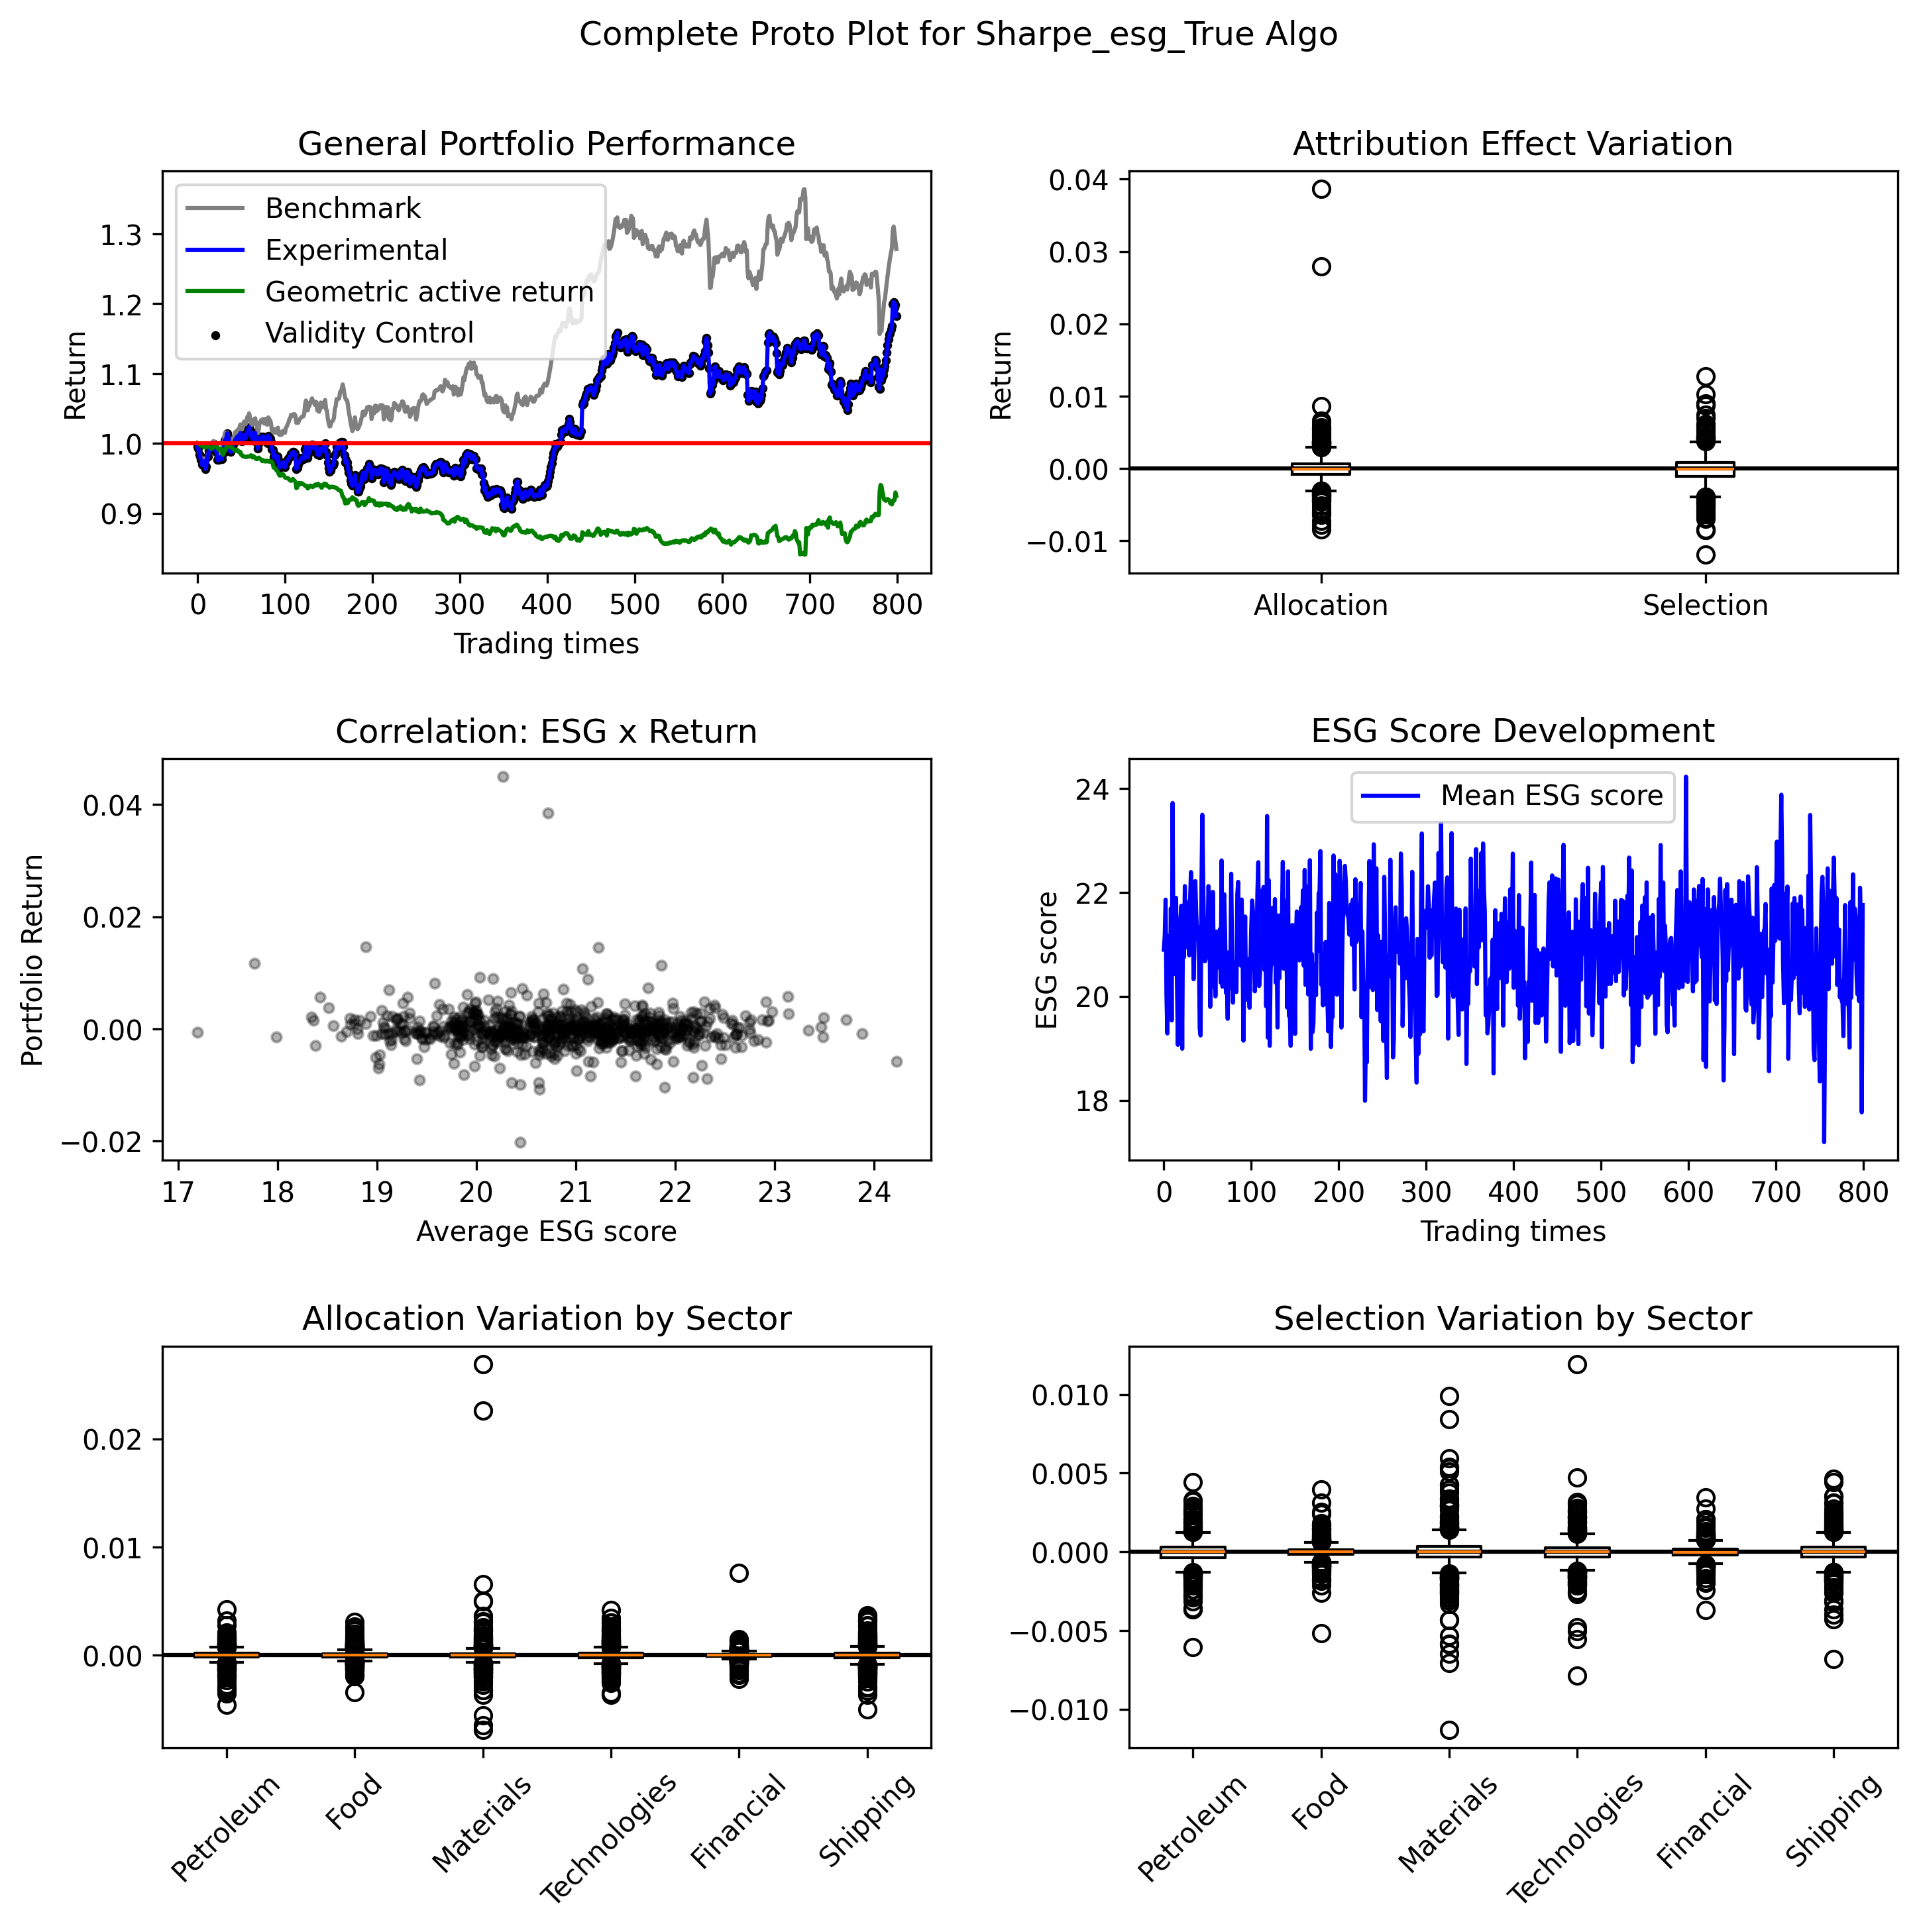 Complete Proto Plot for Sharpe_esg_True Algo
General Portfolio Performance
Benchmark
Experimental
Geometric active return
Validity Control
Return
1.3
1.2
1.1
1.0
0.9
0 100 200 300 400 500 600 700 800
Trading times
Attribution Effect Variation
Return
0.04
0.03
0.02
0.01
0.00
−0.01
Allocation Selection
Correlation: ESG x Return
Portfolio Return
0.04
0.02
0.00
−0.02
17 18 19 20 21 22 23 24
Average ESG score
ESG Score Development
Mean ESG score
ESG score
24
22
20
18
0 100 200 300 400 500 600 700 800
Trading times
Allocation Variation by Sector
0.02
0.01
0.00
Petroleum
Food
Materials
Technologies
Financial
Shipping
Selection Variation by Sector
0.010
0.005
0.000
−0.005
−0.010
Petroleum
Food
Materials
Technologies
Financial
Shipping